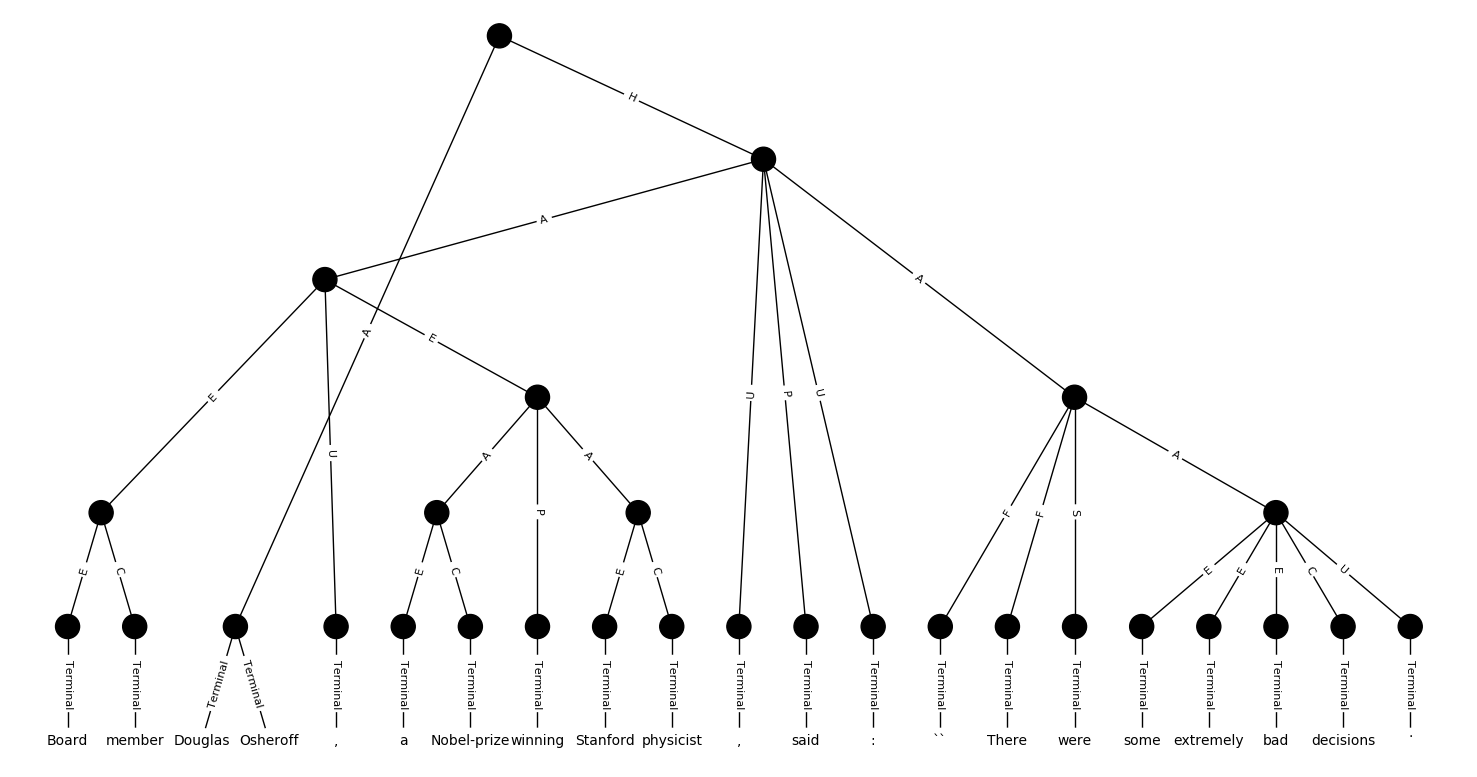 H
A
A
A E
E
U P U
A A A
U
P F F S
E C E C E C E E E C U
Terminal Terminal Terminal Terminal Terminal Terminal Terminal Terminal Terminal Terminal Terminal Terminal Terminal Terminal Terminal Terminal Terminal Terminal Terminal Terminal Terminal
Board member Douglas Osheroff , a Nobel-prize winning Stanford physicist , said : `` There were some extremely bad decisions .